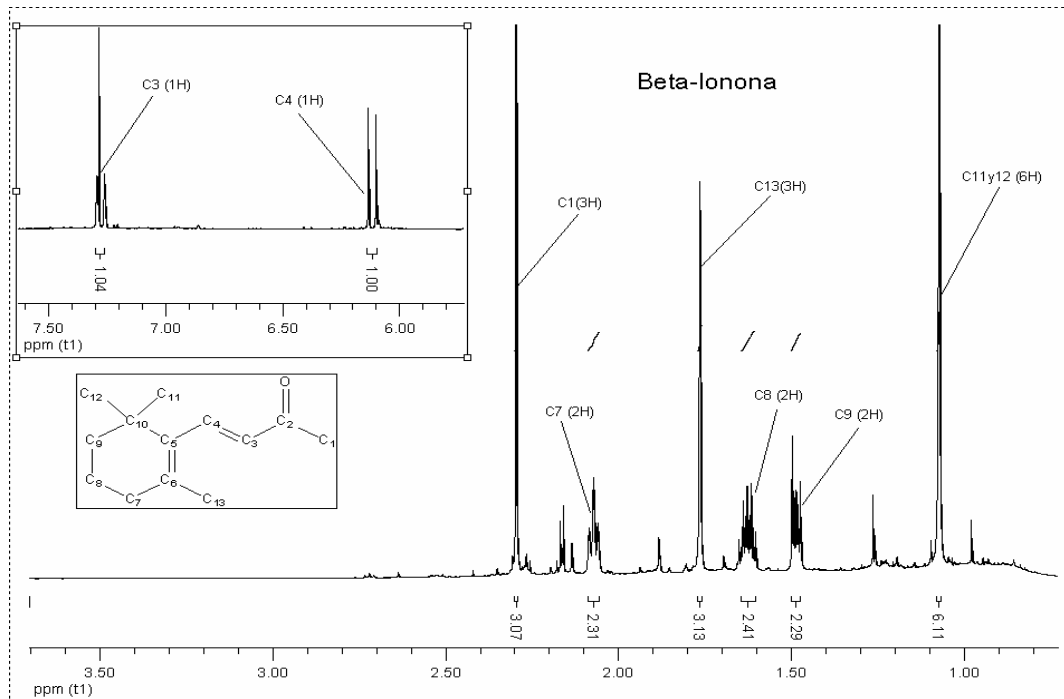 Beta-Ionona
C3 (1H)
C4 (1H)
1.04
1.00
7.50 7.00 6.50 6.00
ppm (t1)
C1(3H)
C13(3H)
C11y12 (6H)
C7 (2H)
C8 (2H)
C9 (2H)
O
C12 C11
C10 C4 C2
C9 C5 C3 C1
C8 C6
C7 C13
3.07 2.31 3.13 2.41 2.29 6.11
3.50 3.00 2.50 2.00 1.50 1.00
ppm (t1)